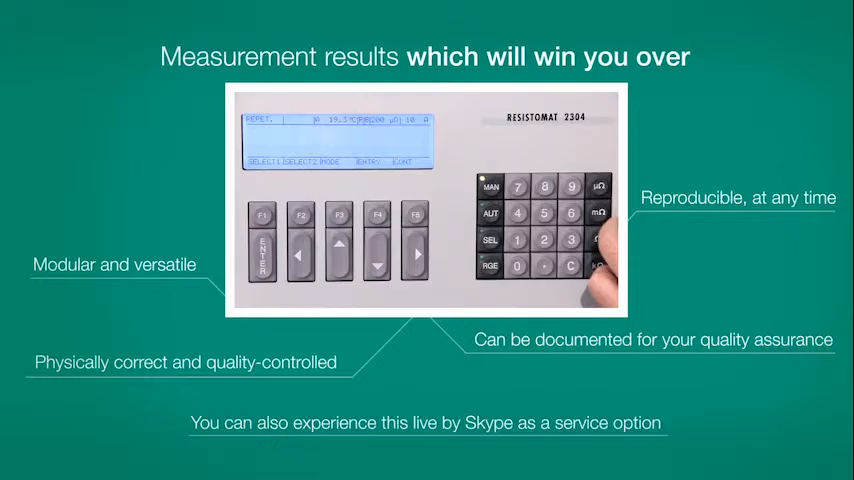 Measurement results which will win you over
RESISTOMAT 2304
REPET. 19.3°C 200 µΩ 10 A
SELECT1 SELECT2 MODE ENTRY CONT
MAN 7 8 9 µΩ
AUT 4 5 6 mΩ
SEL 1 2 3
RGE 0 . C kΩ
F1 F2 F3 F4 F5
ENTER
Reproducible, at any time
Modular and versatile
Can be documented for your quality assurance
Physically correct and quality-controlled
You can also experience this live by Skype as a service option